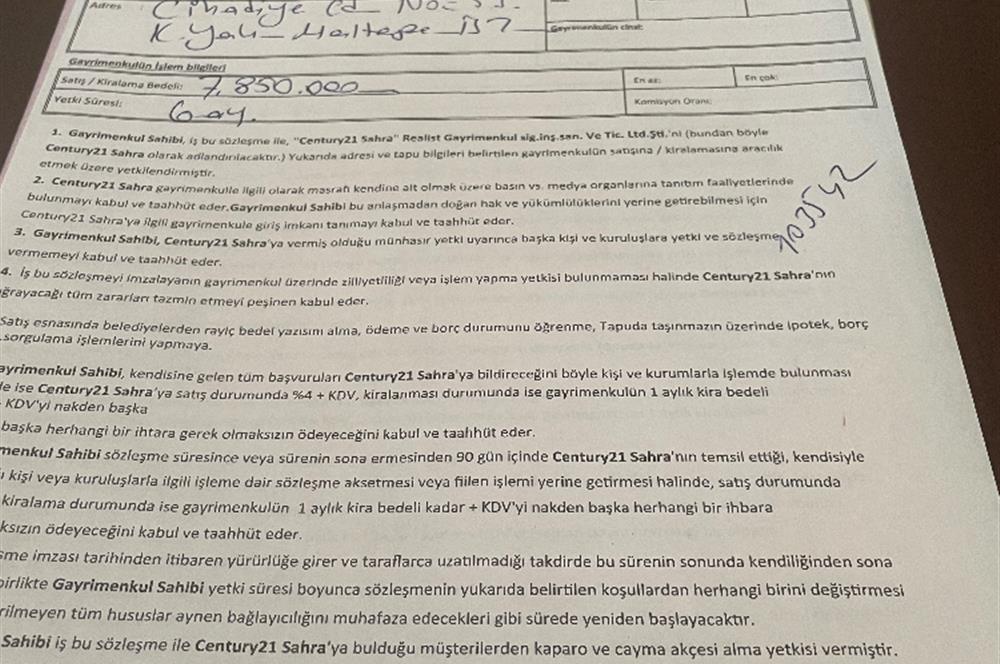 Adres : Cihadiye Cd No:
K.Yalı - Maltepe - İST
Gayrimenkulün cinsi:
Gayrimenkulün İşlem bilgileri
Satış / Kiralama Bedeli: 7.850.000
En az: En çok:
Yetki Süresi: 6 ay.
Komisyon Oranı:
1. Gayrimenkul Sahibi, iş bu sözleşme ile, "Century21 Sahra" Realist Gayrimenkul sig.inş.san. Ve Tic. Ltd.Şti.'ni (bundan böyle
Century21 Sahra olarak adlandırılacaktır.) Yukarıda adresi ve tapu bilgileri belirtilen gayrimenkulün satışına / kiralamasına aracılık
etmek üzere yetkilendirmiştir.
2. Century21 Sahra gayrimenkulle ilgili olarak masrafı kendine ait olmak üzere basın vs. medya organlarına tanıtım faaliyetlerinde
bulunmayı kabul ve taahhüt eder.Gayrimenkul Sahibi bu anlaşmadan doğan hak ve yükümlülüklerini yerine getirebilmesi için
Century21 Sahra'ya ilgili gayrimenkule giriş imkanı tanımayı kabul ve taahhüt eder.
103542
3. Gayrimenkul Sahibi, Century21 Sahra'ya vermiş olduğu münhasır yetki uyarınca başka kişi ve kuruluşlara yetki ve sözleşme
vermemeyi kabul ve taahhüt eder.
4. İş bu sözleşmeyi imzalayanın gayrimenkul üzerinde zilliyetliliği veya işlem yapma yetkisi bulunmaması halinde Century21 Sahra'nın
ğrayacağı tüm zararları tazmin etmeyi peşinen kabul eder.
Satış esnasında belediyelerden rayiç bedel yazısını alma, ödeme ve borç durumunu öğrenme, Tapuda taşınmazın üzerinde ipotek, borç
sorgulama işlemlerini yapmaya.
ayrimenkul Sahibi, kendisine gelen tüm başvuruları Century21 Sahra'ya bildireceğini böyle kişi ve kurumlarla işlemde bulunması
de ise Century21 Sahra'ya satış durumunda %4 + KDV, kiralanması durumunda ise gayrimenkulün 1 aylık kira bedeli
KDV'yi nakden başka
başka herhangi bir ihtara gerek olmaksızın ödeyeceğini kabul ve taahhüt eder.
menkul Sahibi sözleşme süresince veya sürenin sona ermesinden 90 gün içinde Century21 Sahra'nın temsil ettiği, kendisiyle
ı kişi veya kuruluşlarla ilgili işleme dair sözleşme aksetmesi veya fiilen işlemi yerine getirmesi halinde, satış durumunda
kiralama durumunda ise gayrimenkulün 1 aylık kira bedeli kadar + KDV'yi nakden başka herhangi bir ihbara
ksızın ödeyeceğini kabul ve taahhüt eder.
şme imzası tarihinden itibaren yürürlüğe girer ve taraflarca uzatılmadığı takdirde bu sürenin sonunda kendiliğinden sona
birlikte Gayrimenkul Sahibi yetki süresi boyunca sözleşmenin yukarıda belirtilen koşullardan herhangi birini değiştirmesi
rilmeyen tüm hususlar aynen bağlayıcılığını muhafaza edecekleri gibi sürede yeniden başlayacaktır.
Sahibi iş bu sözleşme ile Century21 Sahra'ya bulduğu müşterilerden kaparo ve cayma akçesi alma yetkisi vermiştir.